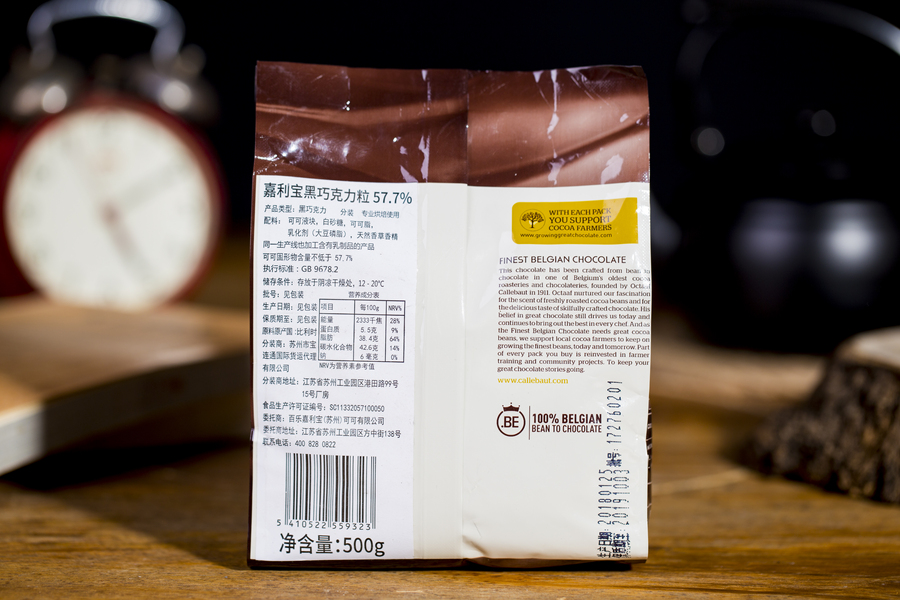 嘉利宝黑巧克力粒 57.7%
产品类型：黑巧克力 分装 专业烘焙使用
配料：可可液块，白砂糖，可可脂，
乳化剂（大豆磷脂），天然香草香精
同一生产线也加工含有乳制品的产品
可可固形物含量不低于 57.7%
执行标准：GB 9678.2
储存条件：存放于阴凉干燥处，12-20℃
批号：见包装
生产日期：见包装
保质期至：见包装
原料原产国：比利时
分装商：苏州市宝
连通国际货运代理
有限公司
营养成分表
项目 每100g NRV%
能量 2333千焦 28%
蛋白质 5.5克 9%
脂肪 38.4克 64%
碳水化合物 42.6克 14%
钠 6 毫克 0%
NRV为营养素参考值
分装商地址：江苏省苏州工业园区港田路99号
15号厂房
食品生产许可证编号：SC11332057100050
委托商：百乐嘉利宝(苏州)可可有限公司
委托商地址：江苏省苏州工业园区方中街138号
联系电话：400 828 0822
5 410522 559323
净含量：500g
WITH EACH PACK
YOU SUPPORT
COCOA FARMERS
www.growinggreatchocolate.com
FINEST BELGIAN CHOCOLATE
This chocolate has been crafted from bean to
chocolate in one of Belgium's oldest cocoa
roasteries and chocolateries, founded by Octaaf
Callebaut in 1911. Octaaf nurtured our fascination
for the scent of freshly roasted cocoa beans and for
the delicious taste of skilfully crafted chocolate. His
belief in great chocolate still drives us today and
continues to bring out the best in every chef. And as
the Finest Belgian Chocolate needs great cocoa
beans, we support local cocoa farmers to keep on
growing the finest beans, today and tomorrow. Part
of every pack you buy is reinvested in farmer
training and community projects. To keep your
great chocolate stories going.
www.callebaut.com
.BE
100% BELGIAN
BEAN TO CHOCOLATE
生产日期:20180125
20191003
1727760201